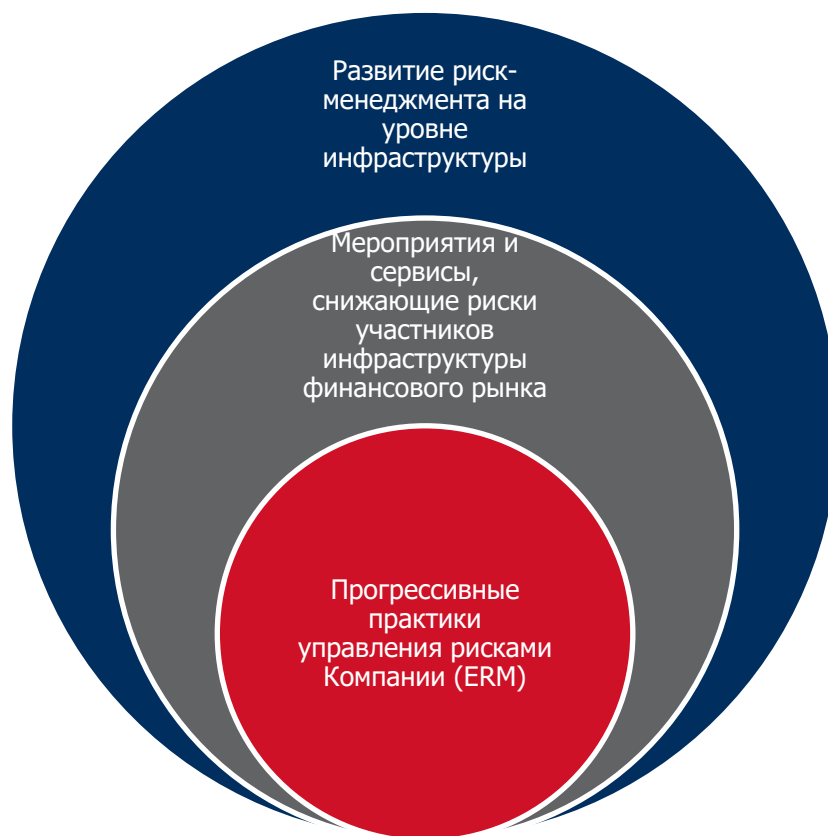 Развитие риск-
менеджмента на
уровне
инфраструктуры
Мероприятия и
сервисы,
снижающие риски
участников
инфраструктуры
финансового рынка
Прогрессивные
практики
управления рисками
Компании (ERM)